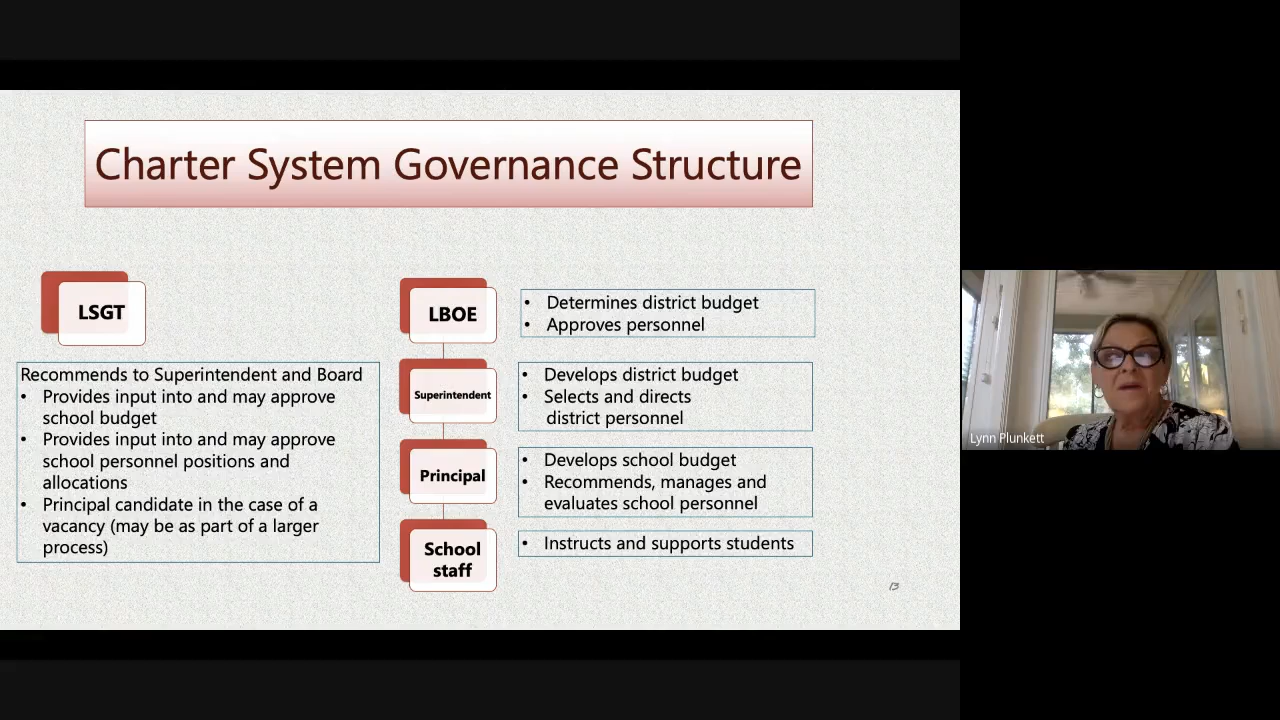 Charter System Governance Structure
LSGT
Recommends to Superintendent and Board
• Provides input into and may approve
school budget
• Provides input into and may approve
school personnel positions and
allocations
• Principal candidate in the case of a
vacancy (may be as part of a larger
process)
LBOE
• Determines district budget
• Approves personnel
Superintendent
• Develops district budget
• Selects and directs
district personnel
Principal
• Develops school budget
• Recommends, manages and
evaluates school personnel
School
staff
• Instructs and supports students
13
Lynn Plunkett